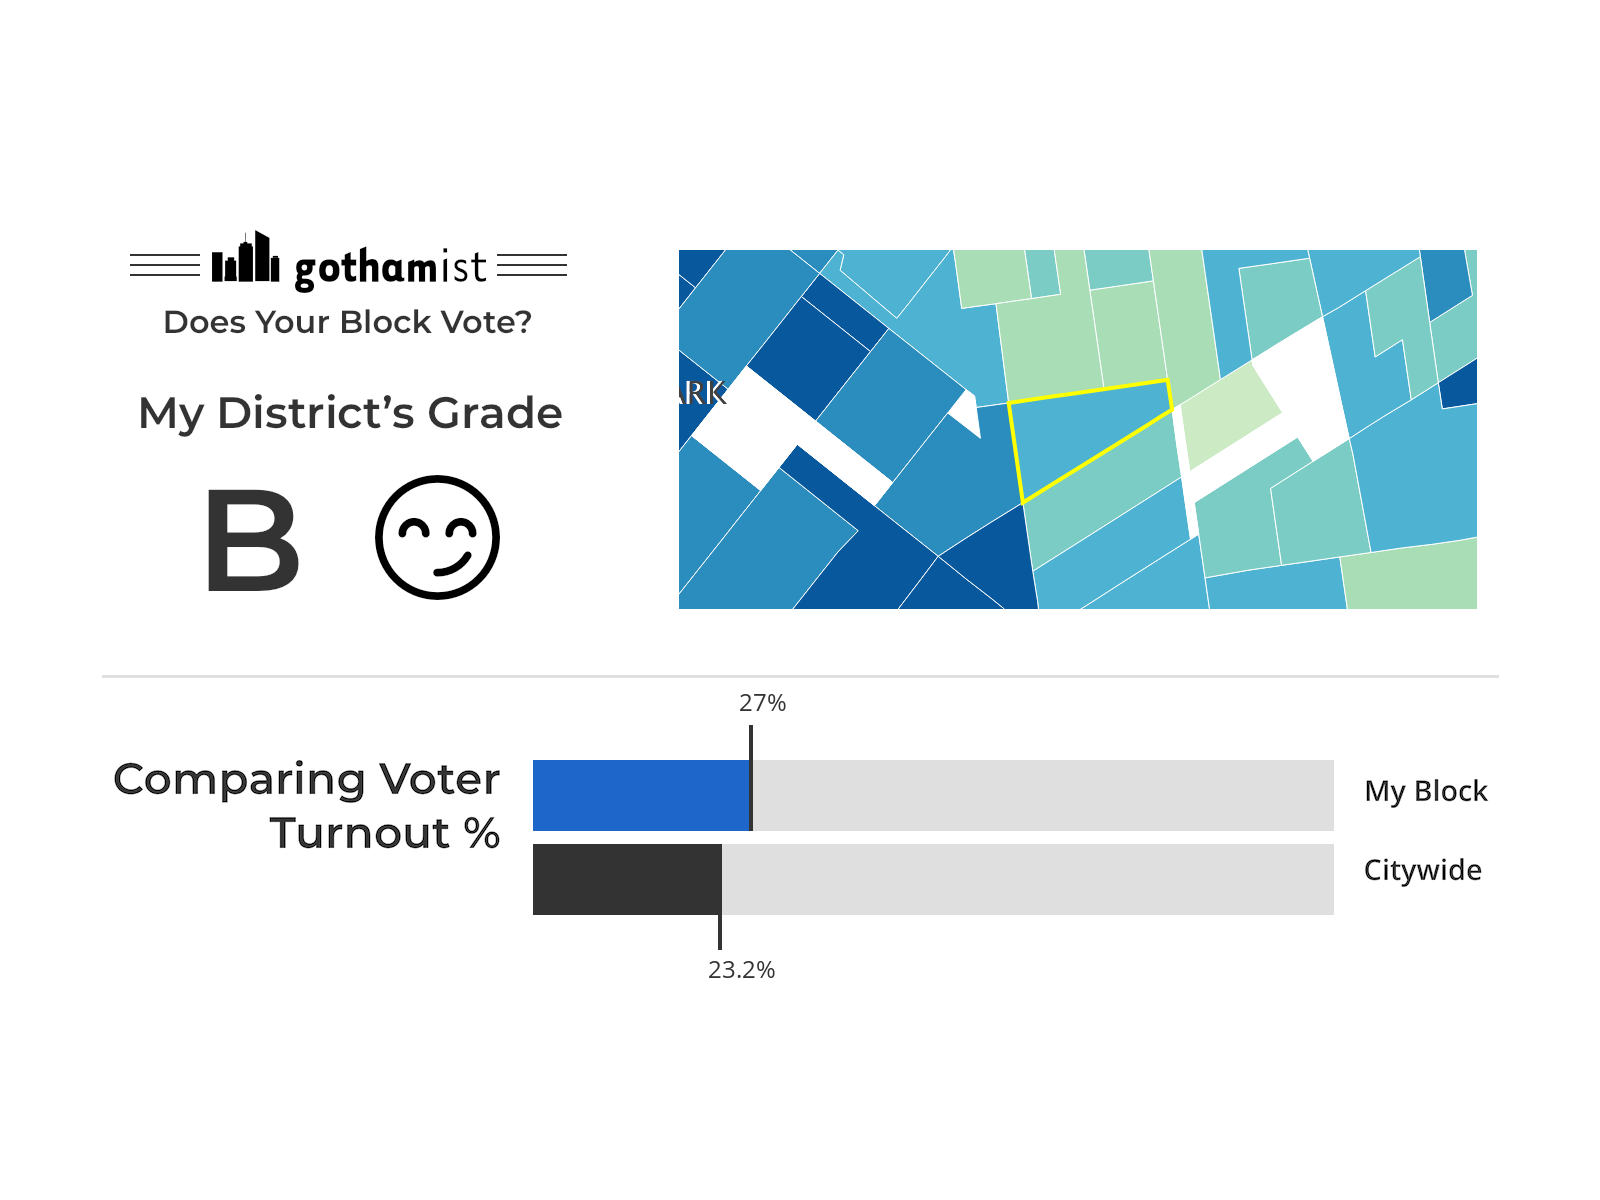 gothamist
Does Your Block Vote?
My District's Grade
B
ARK
27%
Comparing Voter
Turnout %
My Block
Citywide
23.2%